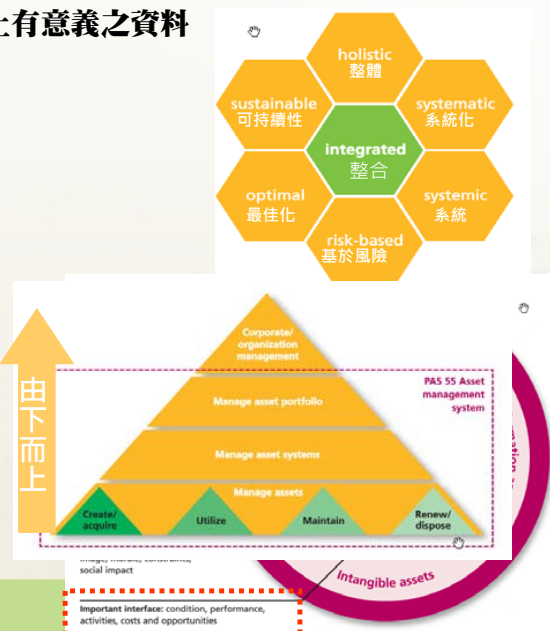 上有意義之資料
holistic
整體
sustainable
可持續性
systematic
系統化
integrated
整合
optimal
最佳化
systemic
系統
risk-based
基於風險
由下而上
Corporate/
organization
management
PAS 55 Asset
management
system
Manage asset portfolio
Manage asset systems
Manage assets
Create/
acquire
Utilize
Maintain
Renew/
dispose
social impact
Intangible assets
Important interface: condition, performance,
activities, costs and opportunities